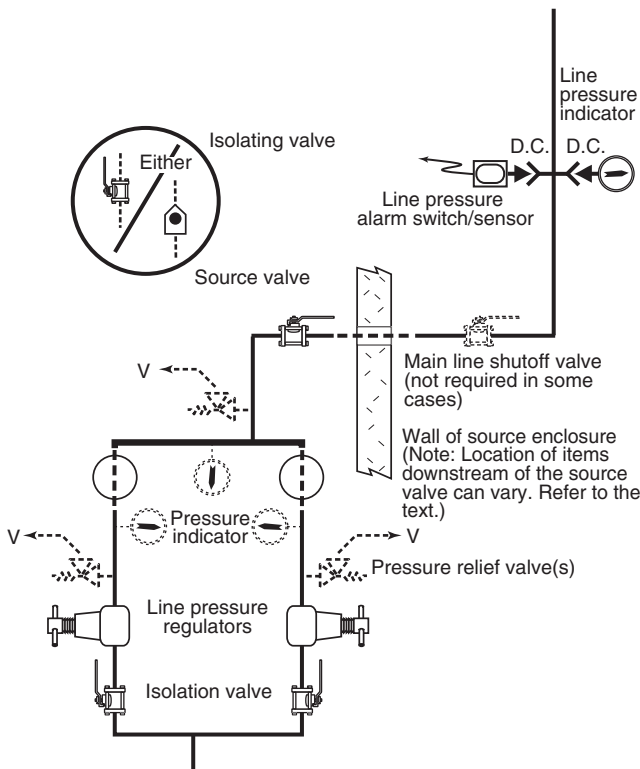 Line
pressure
indicator
D.C. D.C.
Isolating valve
Either
Line pressure
alarm switch/sensor
Source valve
Main line shutoff valve
(not required in some
cases)
V
Wall of source enclosure
(Note: Location of items
downstream of the source
valve can vary. Refer to the
text.)
Pressure
indicator
V
V
Pressure relief valve(s)
Line pressure
regulators
Isolation valve